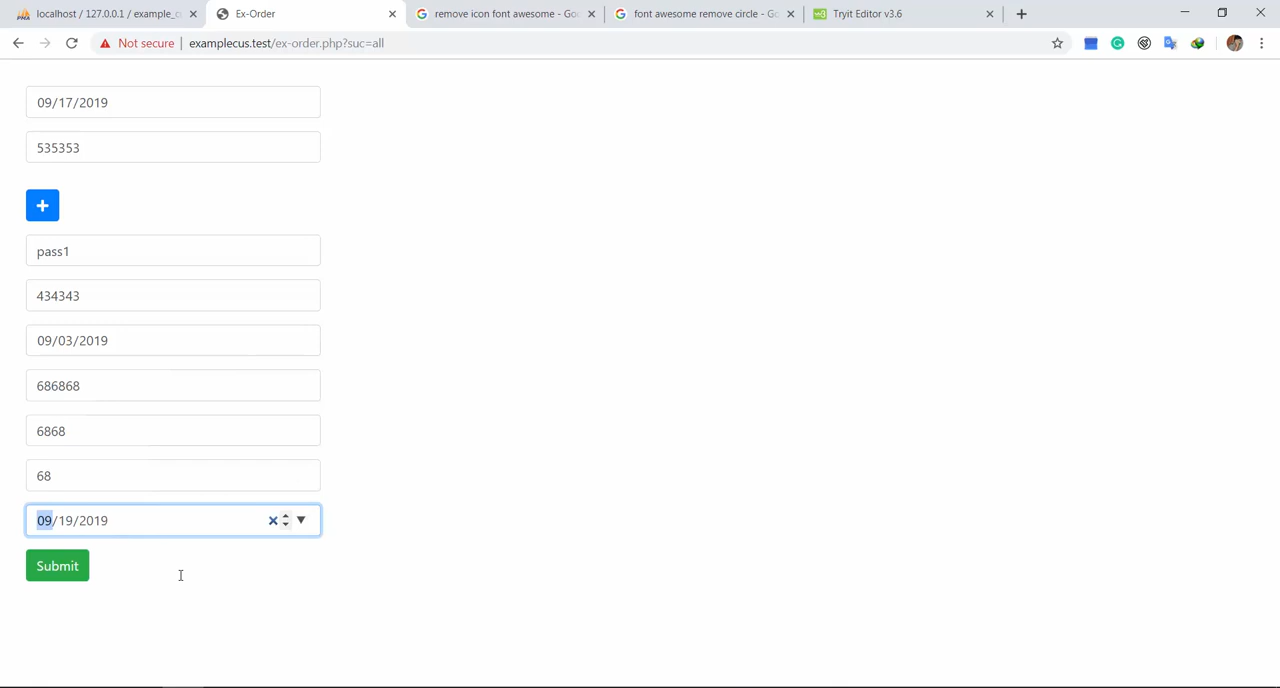 localhost / 127.0.0.1 / example_c
Ex-Order
remove icon font awesome - Goo
font awesome remove circle - Go
Tryit Editor v3.6
Not secure | examplecus.test/ex-order.php?suc=all
09/17/2019
535353
+
pass1
434343
09/03/2019
686868
6868
68
09/19/2019
Submit